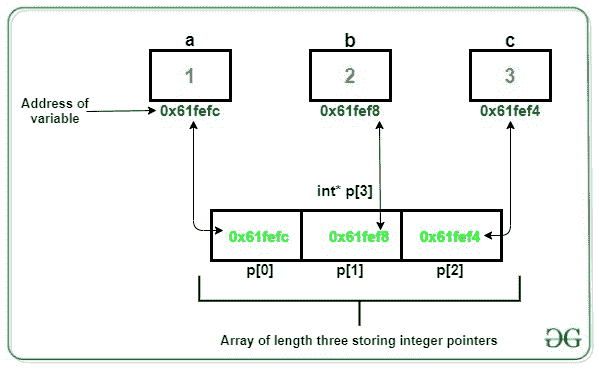 a b c
1 2 3
Address of
variable
0x61fefc 0x61fef8 0x61fef4
int* p[3]
0x61fefc 0x61fef8 0x61fef4
p[0] p[1] p[2]
Array of length three storing integer pointers